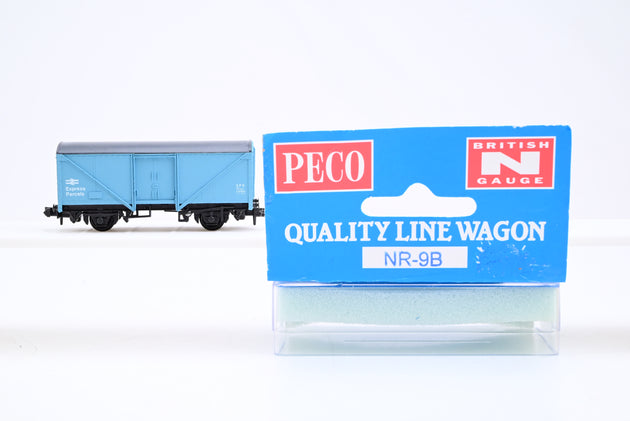 PECO
BRITISH
N
GAUGE
QUALITY LINE WAGON
NR-9B
Express
Parcels